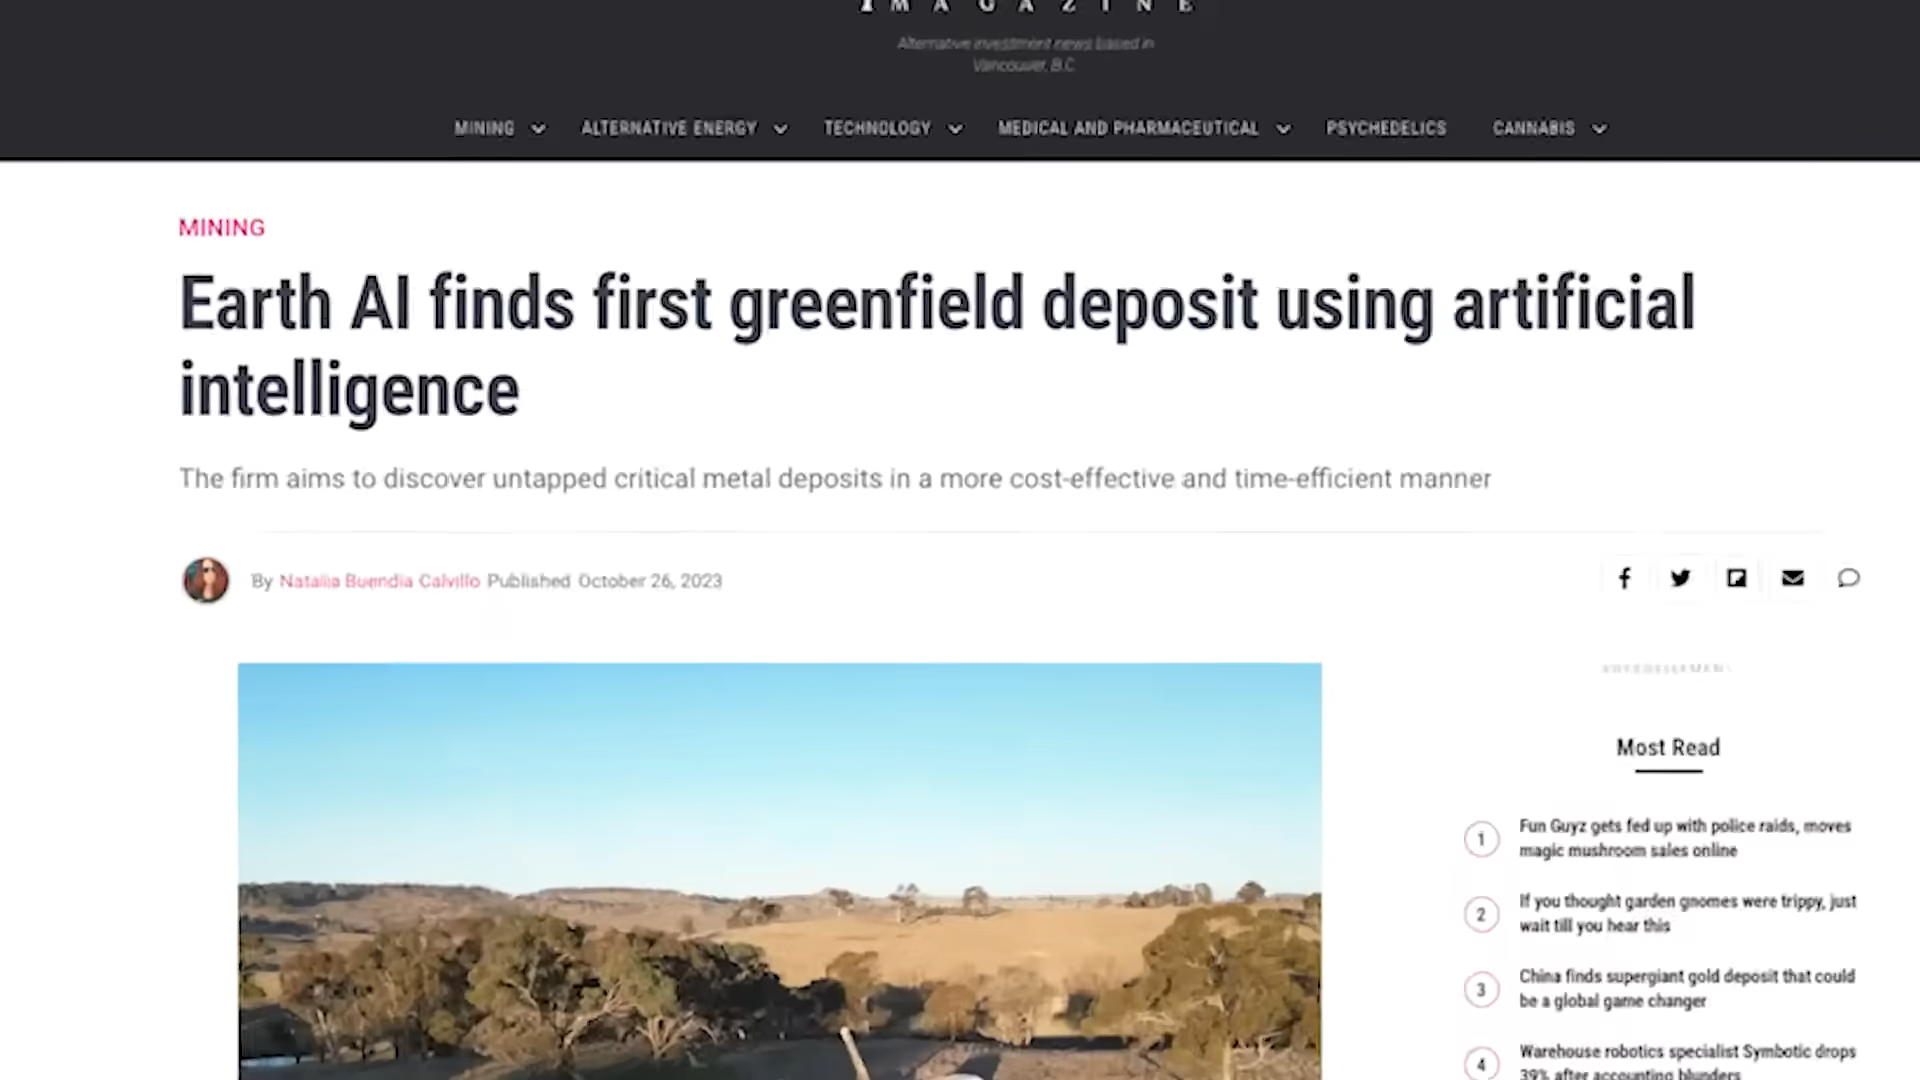 MAGAZINE
Alternative investment news based in
Vancouver, B.C
MINING ALTERNATIVE ENERGY TECHNOLOGY MEDICAL AND PHARMACEUTICAL PSYCHEDELICS CANNABIS
MINING
Earth AI finds first greenfield deposit using artificial
intelligence
The firm aims to discover untapped critical metal deposits in a more cost-effective and time-efficient manner
By Natalia Buendia Calvillo Published October 26, 2023
Most Read
1 Fun Guyz gets fed up with police raids, moves
magic mushroom sales online
2 If you thought garden gnomes were trippy, just
wait till you hear this
3 China finds supergiant gold deposit that could
be a global game changer
4 Warehouse robotics specialist Symbotic drops
39% after accounting blunders